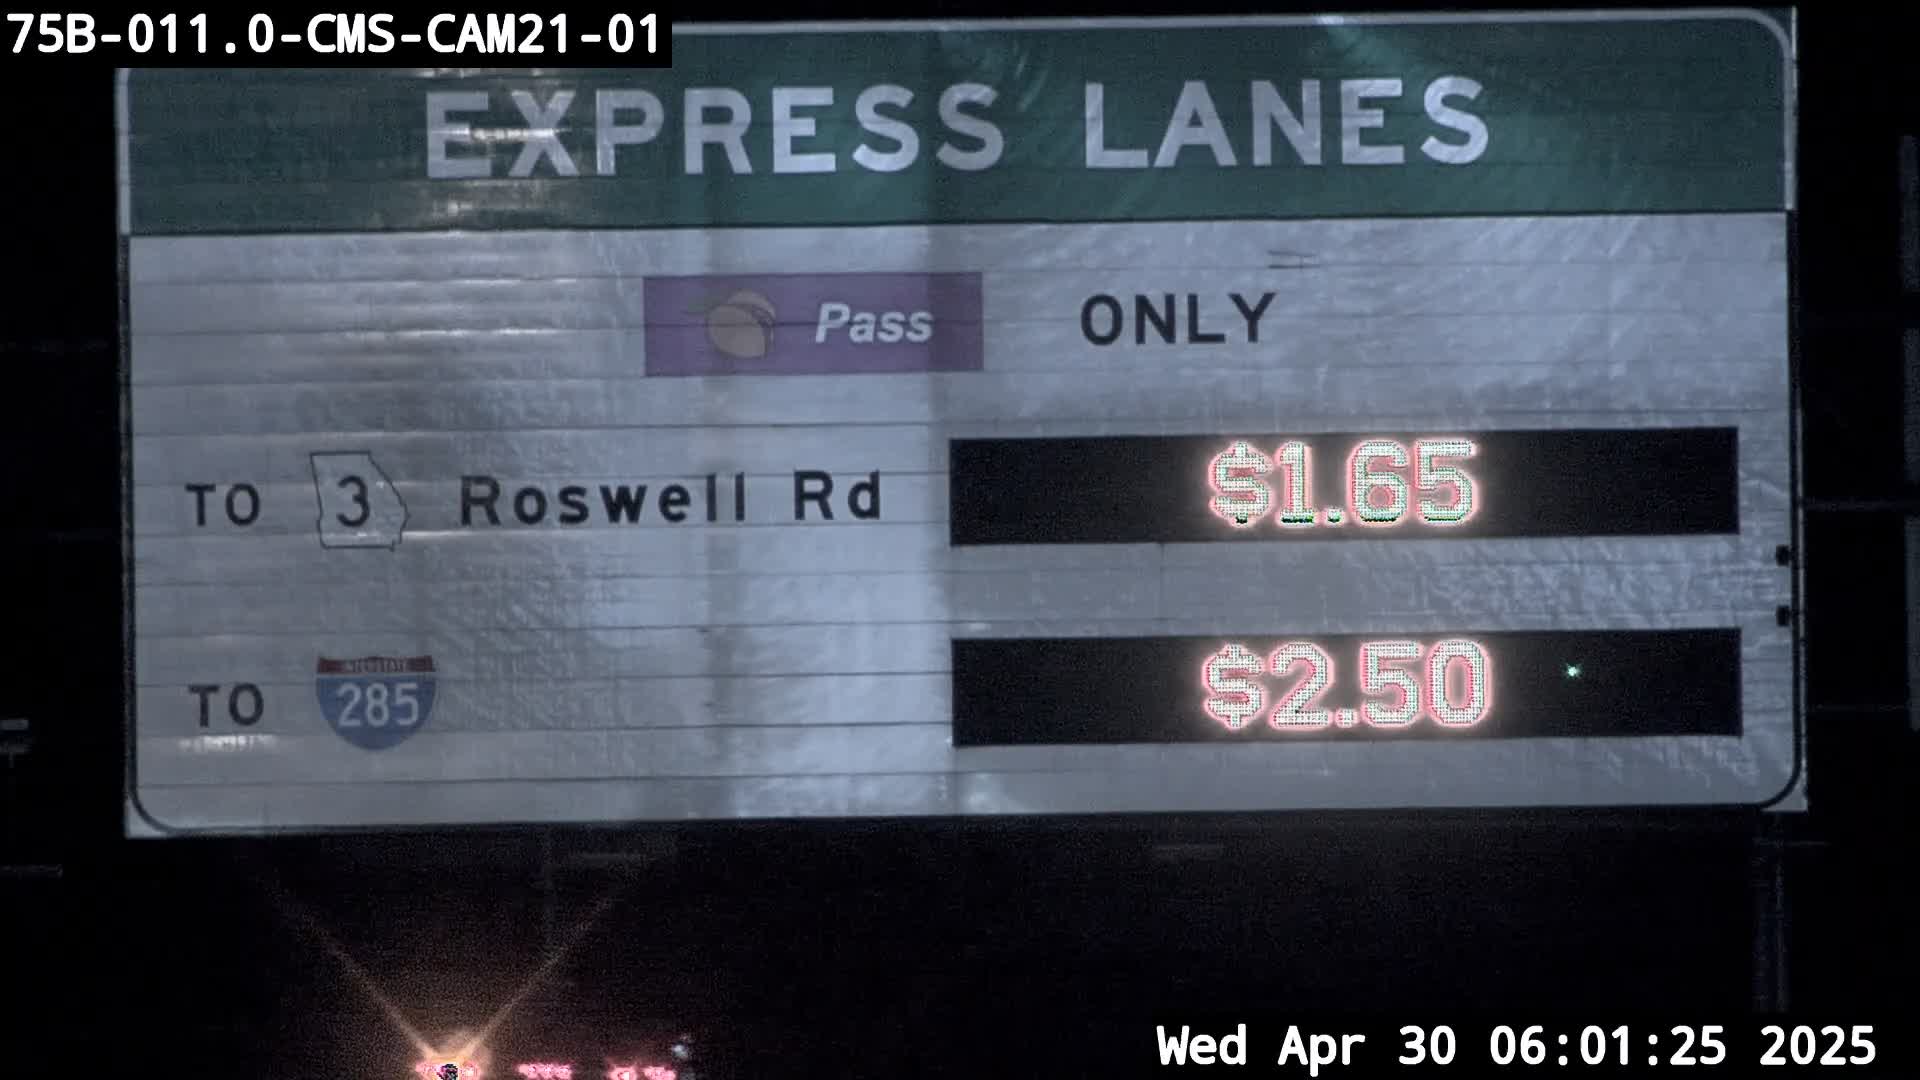 75B-011.0-CMS-CAM21-01
EXPRESS LANES
Pass ONLY
TO 3 Roswell Rd $1.65
TO INTERSTATE 285 $2.50
Wed Apr 30 06:01:25 2025